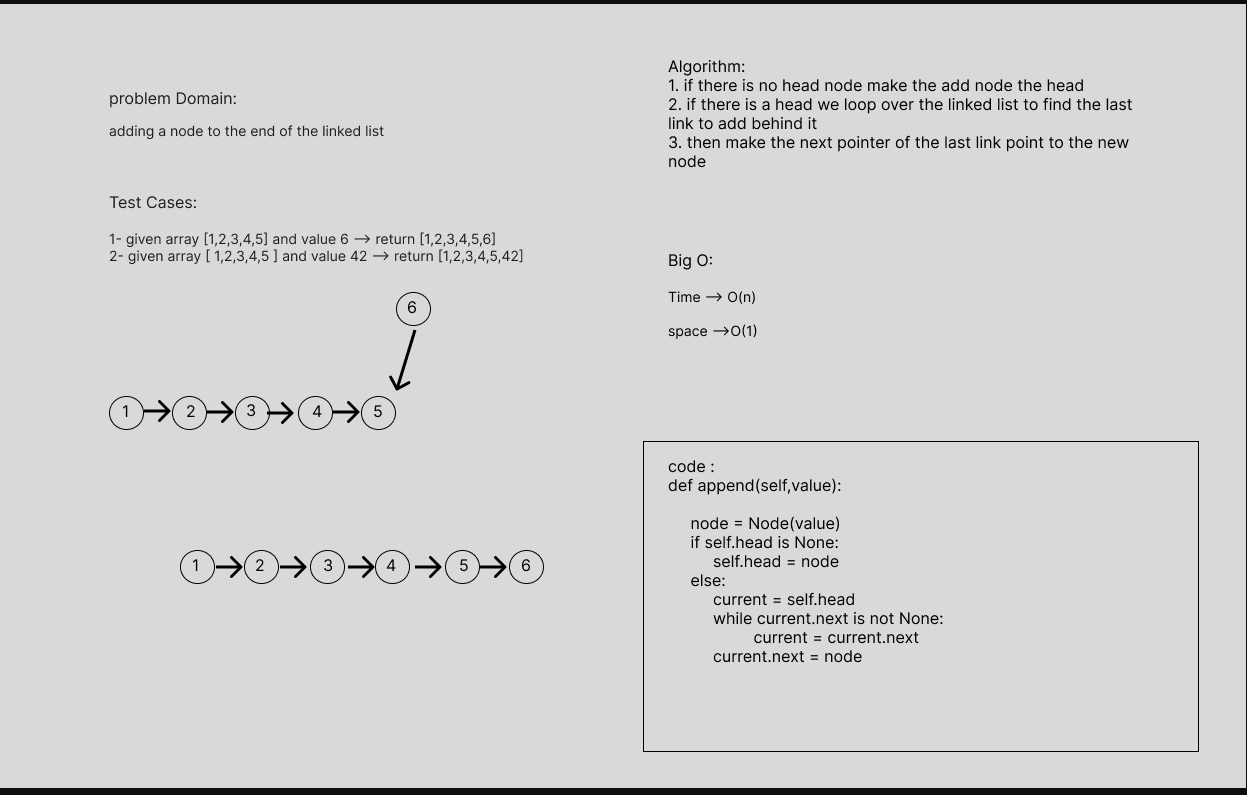 problem Domain:
adding a node to the end of the linked list
Test Cases:
1- given array [1,2,3,4,5] and value 6 --> return [1,2,3,4,5,6]
2- given array [ 1,2,3,4,5 ] and value 42 --> return [1,2,3,4,5,42]
6
1 2 3 4 5
1 2 3 4 5 6
Algorithm:
1. if there is no head node make the add node the head
2. if there is a head we loop over the linked list to find the last
link to add behind it
3. then make the next pointer of the last link point to the new
node
Big O:
Time --> O(n)
space -->O(1)
code :
def append(self,value):
node = Node(value)
if self.head is None:
self.head = node
else:
current = self.head
while current.next is not None:
current = current.next
current.next = node